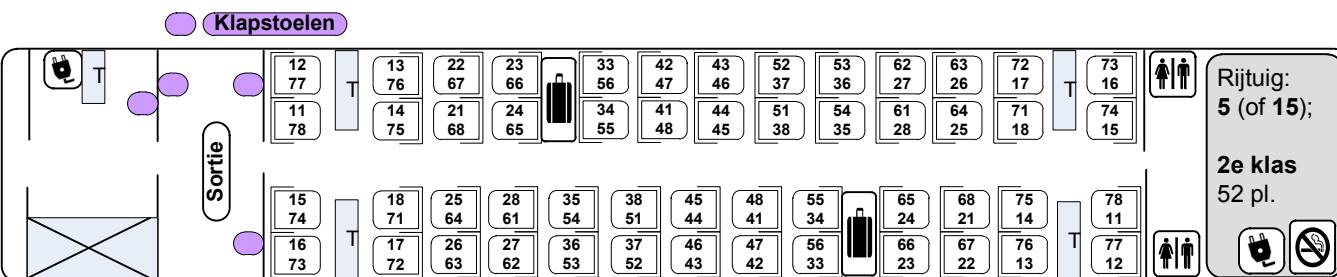 Klapstoelen
T
Sortie
12 13 22 23 33 42 43 52 53 62 63 72 73
77 76 67 66 56 47 46 37 36 27 26 17 16
T T
11 14 21 24 34 41 44 51 54 61 64 71 74
78 75 68 65 55 48 45 38 35 28 25 18 15
15 18 25 28 35 38 45 48 55 65 68 75 78
74 71 64 61 54 51 44 41 34 24 21 14 11
T T
16 17 26 27 36 37 46 47 56 66 67 76 77
73 72 63 62 53 52 43 42 33 23 22 13 12
Rijtuig:
5 (of 15);
2e klas
52 pl.